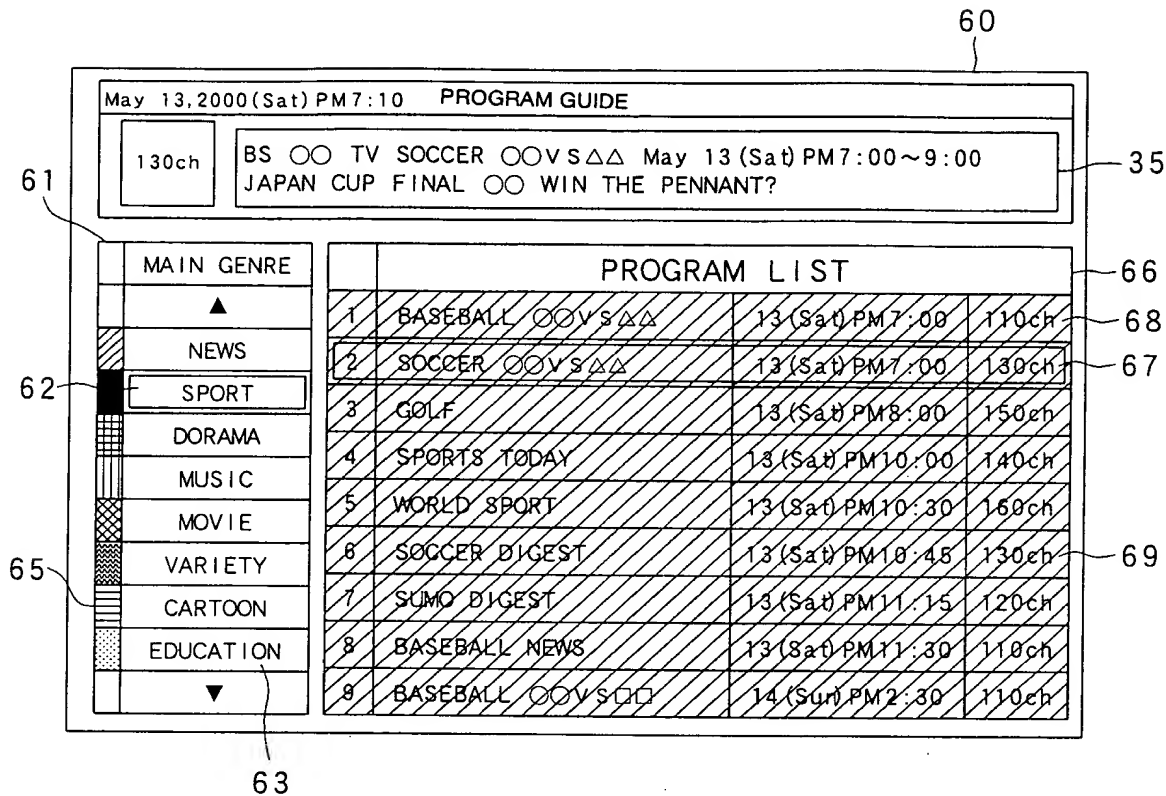 60
May 13,2000(Sat)PM7:10 PROGRAM GUIDE
130ch
BS ○○ TV SOCCER ○○VS△△ May 13(Sat)PM7:00~9:00
JAPAN CUP FINAL ○○ WIN THE PENNANT?
35
61
MAIN GENRE
▲
NEWS
62
SPORT
DORAMA
MUSIC
MOVIE
VARIETY
65
CARTOON
EDUCATION
▼
63
PROGRAM LIST
66
1 BASEBALL ○○VS△△ 13(Sat)PM7:00 110ch
68
2 SOCCER ○○VS△△ 13(Sat)PM7:00 130ch
67
3 GOLF 13(Sat)PM8:00 150ch
4 SPORTS TODAY 13(Sat)PM10:00 140ch
5 WORLD SPORT 13(Sat)PM10:30 160ch
6 SOCCER DIGEST 13(Sat)PM10:45 130ch
69
7 SUMO DIGEST 13(Sat)PM11:15 120ch
8 BASEBALL NEWS 13(Sat)PM11:30 110ch
9 BASEBALL ○○VS□□ 14(Sun)PM2:30 110ch